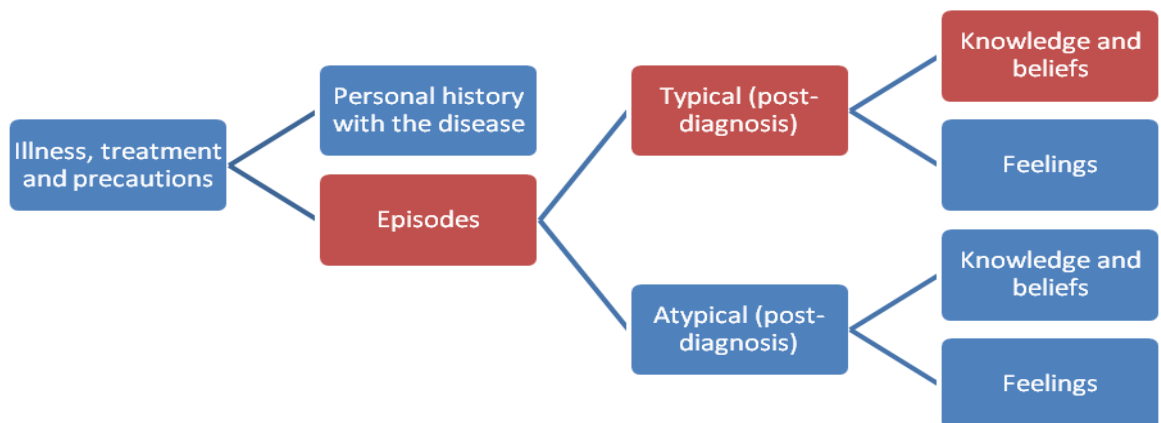 Illness, treatment
and precautions
Personal history
with the disease
Episodes
Typical (post-
diagnosis)
Atypical (post-
diagnosis)
Knowledge and
beliefs
Feelings
Knowledge and
beliefs
Feelings